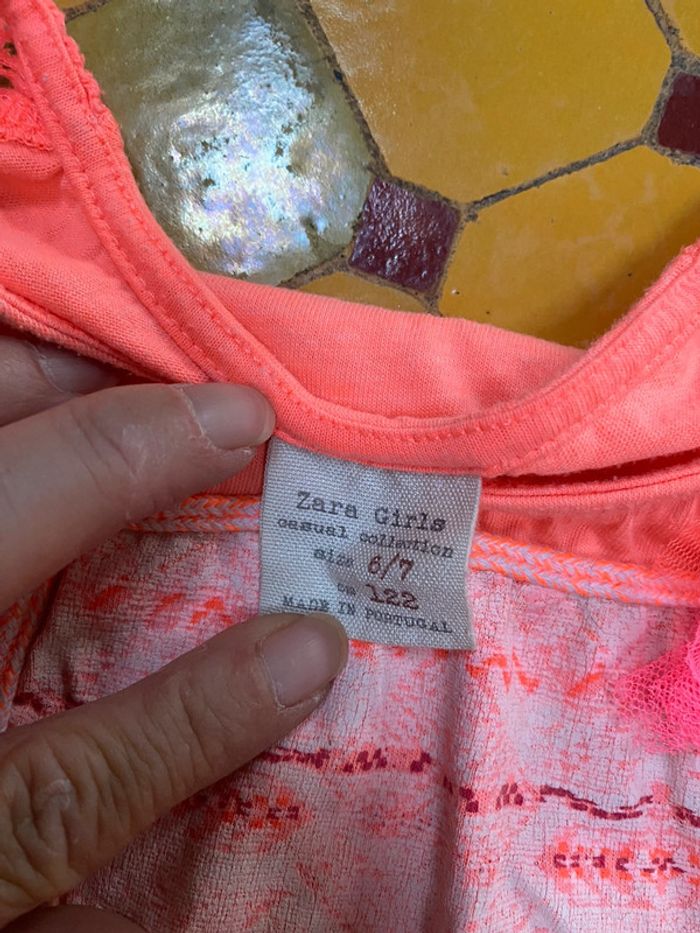 Zara Girls
casual collection
size 6/7
cm 122
MADE IN PORTUGAL